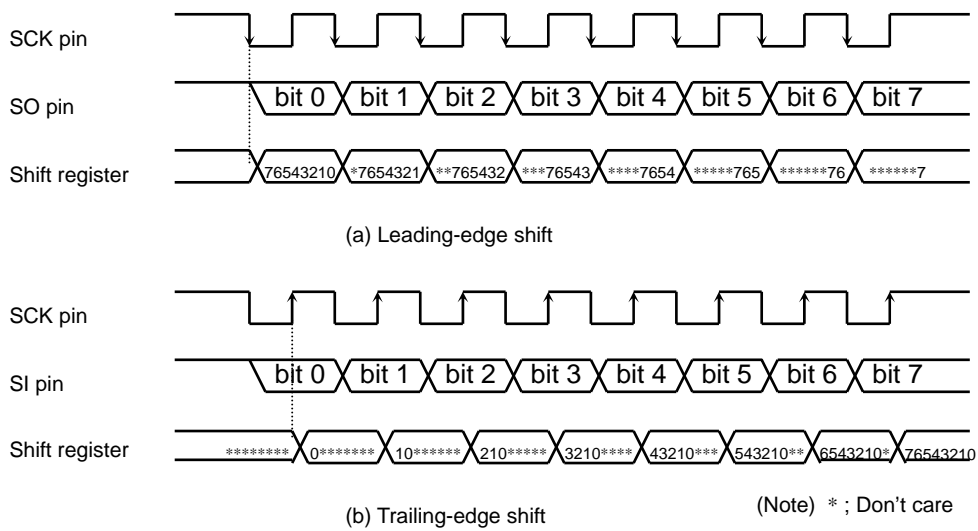 SCK pin
SO pin
bit 0 bit 1 bit 2 bit 3 bit 4 bit 5 bit 6 bit 7
Shift register
76543210 *7654321 **765432 ***76543 ****7654 *****765 ******76 ******7
(a) Leading-edge shift
SCK pin
SI pin
bit 0 bit 1 bit 2 bit 3 bit 4 bit 5 bit 6 bit 7
Shift register
******** 0******* 10****** 210***** 3210**** 43210*** 543210** 6543210* 76543210
(b) Trailing-edge shift
(Note) * ; Don't care